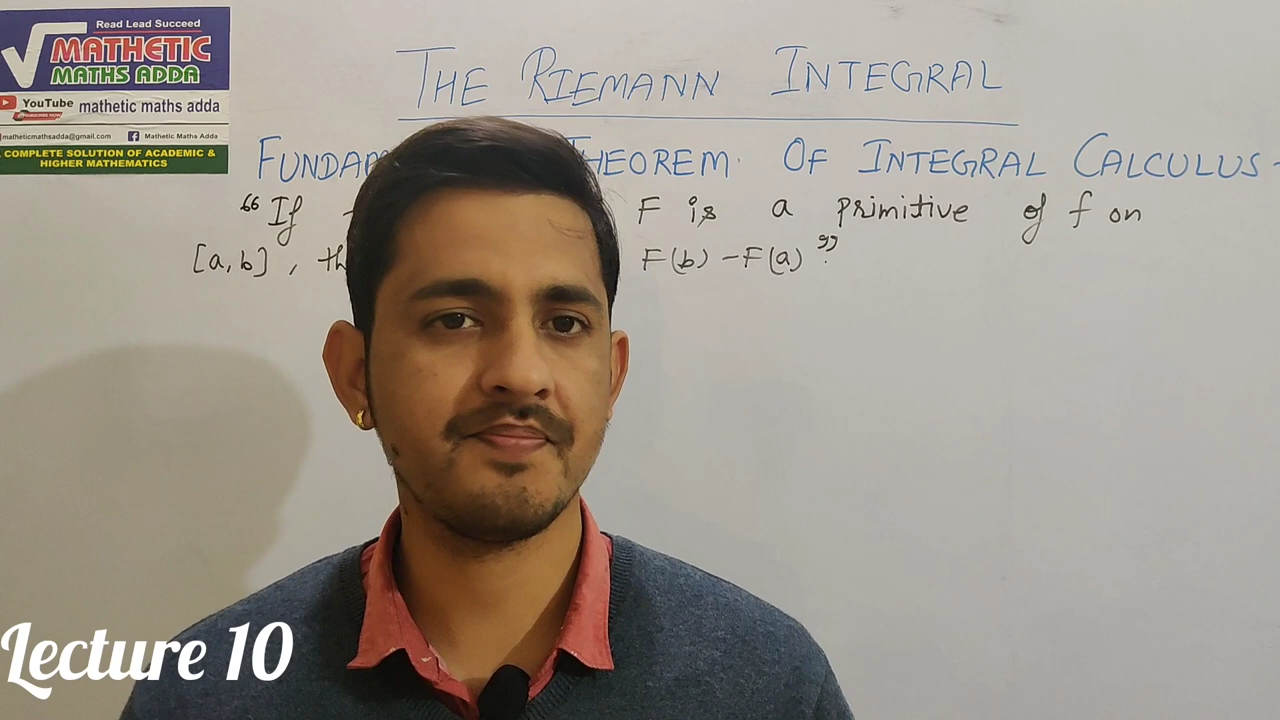 Read Lead Succeed
MATHETIC
MATHS ADDA
YouTube mathetic maths adda
matheticmathsadda@gmail.com Mathetic Maths Adda
COMPLETE SOLUTION OF ACADEMIC &
HIGHER MATHEMATICS
THE RIEMANN INTEGRAL
FUNDAM THEOREM OF INTEGRAL CALCULUS-
"If F is a primitive of f on
[a,b], th F(b) - F(a)".
Lecture 10